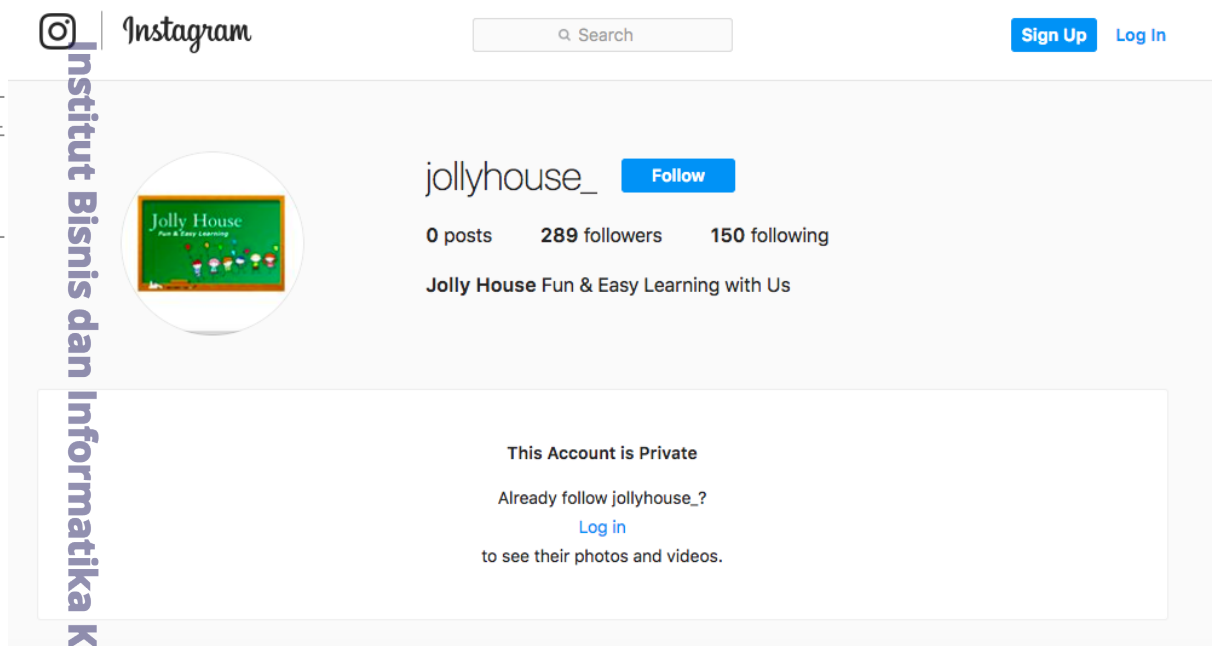 Instagram
Search
Sign Up
Log In
jollyhouse_
Follow
0 posts 289 followers 150 following
Jolly House Fun & Easy Learning with Us
Jolly House
Fun & Easy Learning
This Account is Private
Already follow jollyhouse_?
Log in
to see their photos and videos.
Institut Bisnis dan Informatika K